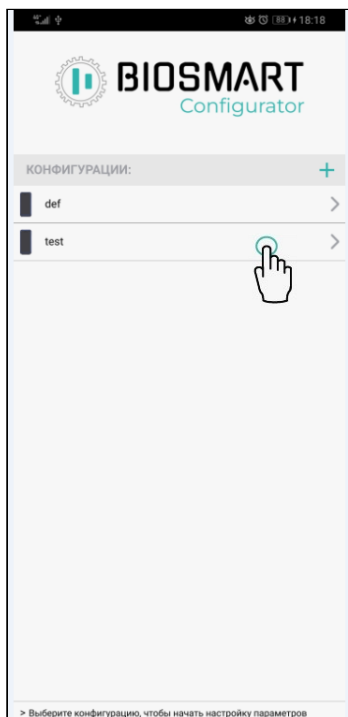 18:18
BIOSMART
Configurator
КОНФИГУРАЦИИ:
def
test
> Выберите конфигурацию, чтобы начать настройку параметров